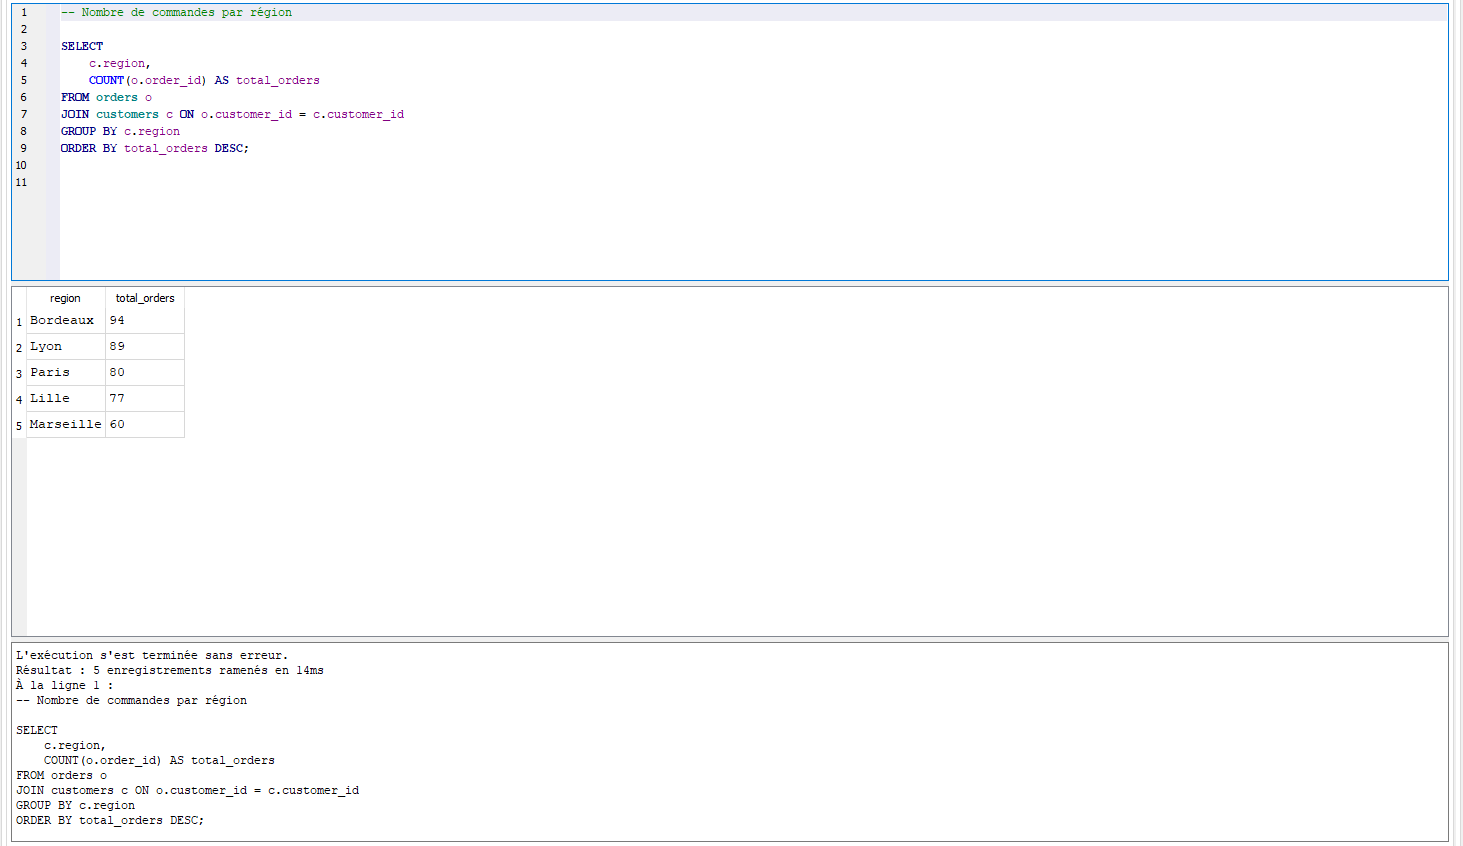 1 -- Nombre de commandes par région
2
3 SELECT
4 c.region,
5 COUNT(o.order_id) AS total_orders
6 FROM orders o
7 JOIN customers c ON o.customer_id = c.customer_id
8 GROUP BY c.region
9 ORDER BY total_orders DESC;
10
11
region total_orders
1 Bordeaux 94
2 Lyon 89
3 Paris 80
4 Lille 77
5 Marseille 60
L'exécution s'est terminée sans erreur.
Résultat : 5 enregistrements ramenés en 14ms
À la ligne 1 :
-- Nombre de commandes par région
SELECT
c.region,
COUNT(o.order_id) AS total_orders
FROM orders o
JOIN customers c ON o.customer_id = c.customer_id
GROUP BY c.region
ORDER BY total_orders DESC;